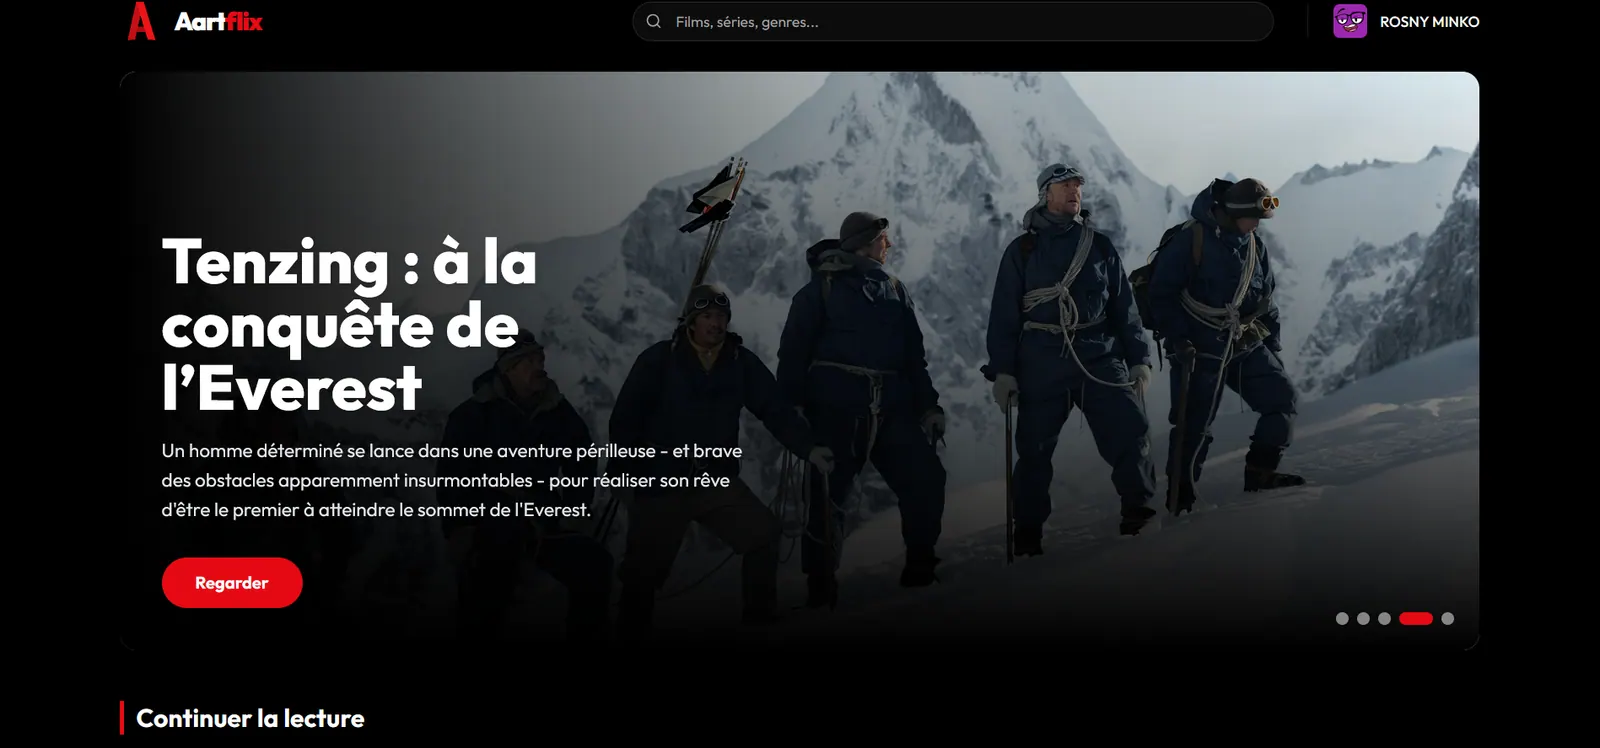 Aartflix
Films, séries, genres...
ROSNY MINKO
Tenzing : à la
conquête de
l’Everest
Un homme déterminé se lance dans une aventure périlleuse - et brave
des obstacles apparemment insurmontables - pour réaliser son rêve
d'être le premier à atteindre le sommet de l'Everest.
Regarder
Continuer la lecture